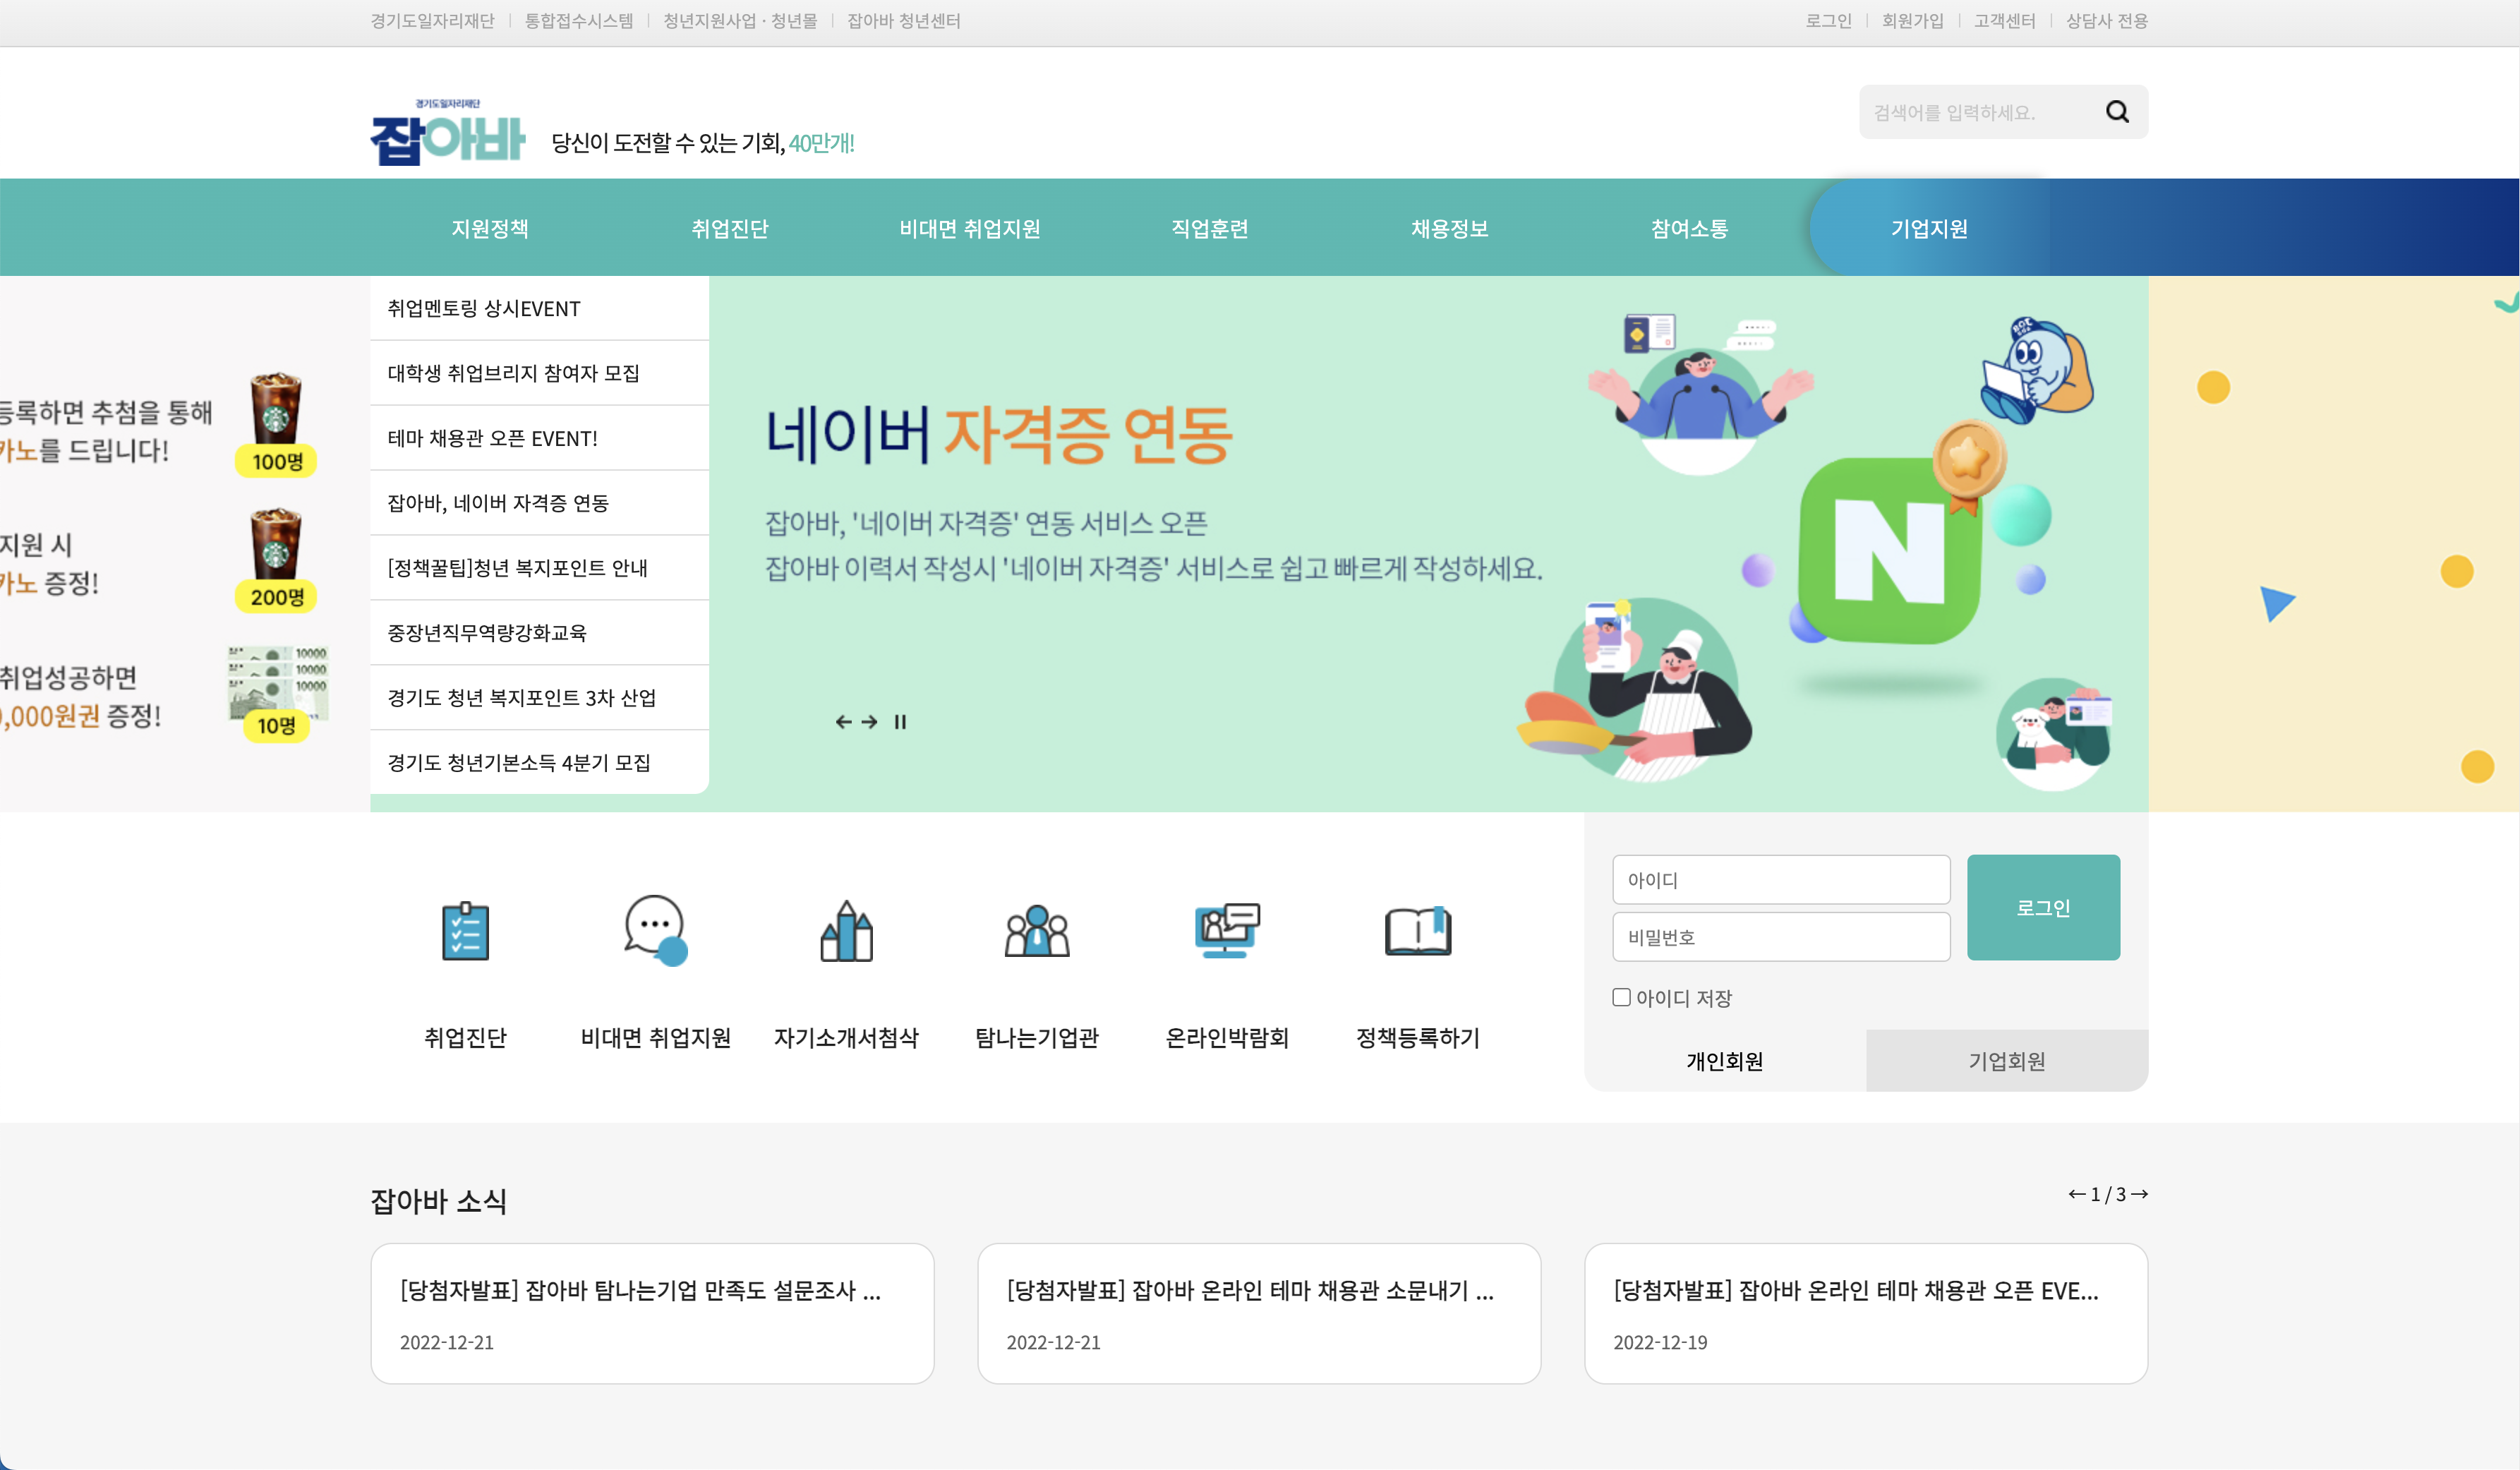 경기도일자리재단 통합접수시스템 청년지원사업 · 청년몰 잡아바 청년센터
로그인 회원가입 고객센터 상담사 전용
경기도일자리재단
잡아바
당신이 도전할 수 있는 기회, 40만개!
검색어를 입력하세요.
지원정책 취업진단 비대면 취업지원 직업훈련 채용정보 참여소통 기업지원
등록하면 추첨을 통해
카노를 드립니다!
100명
지원 시
카노 증정!
200명
취업성공하면
0,000원권 증정!
10000
10000
10000
10명
취업멘토링 상시EVENT
대학생 취업브리지 참여자 모집
테마 채용관 오픈 EVENT!
잡아바, 네이버 자격증 연동
[정책꿀팁]청년 복지포인트 안내
중장년직무역량강화교육
경기도 청년 복지포인트 3차 산업
경기도 청년기본소득 4분기 모집
네이버 자격증 연동
잡아바, '네이버 자격증' 연동 서비스 오픈
잡아바 이력서 작성시 '네이버 자격증' 서비스로 쉽고 빠르게 작성하세요.
N
취업진단 비대면 취업지원 자기소개서첨삭 탐나는기업관 온라인박람회 정책등록하기
아이디
비밀번호
로그인
아이디 저장
개인회원 기업회원
잡아바 소식
← 1 / 3 →
[당첨자발표] 잡아바 탐나는기업 만족도 설문조사 ...
2022-12-21
[당첨자발표] 잡아바 온라인 테마 채용관 소문내기 ...
2022-12-21
[당첨자발표] 잡아바 온라인 테마 채용관 오픈 EVE...
2022-12-19